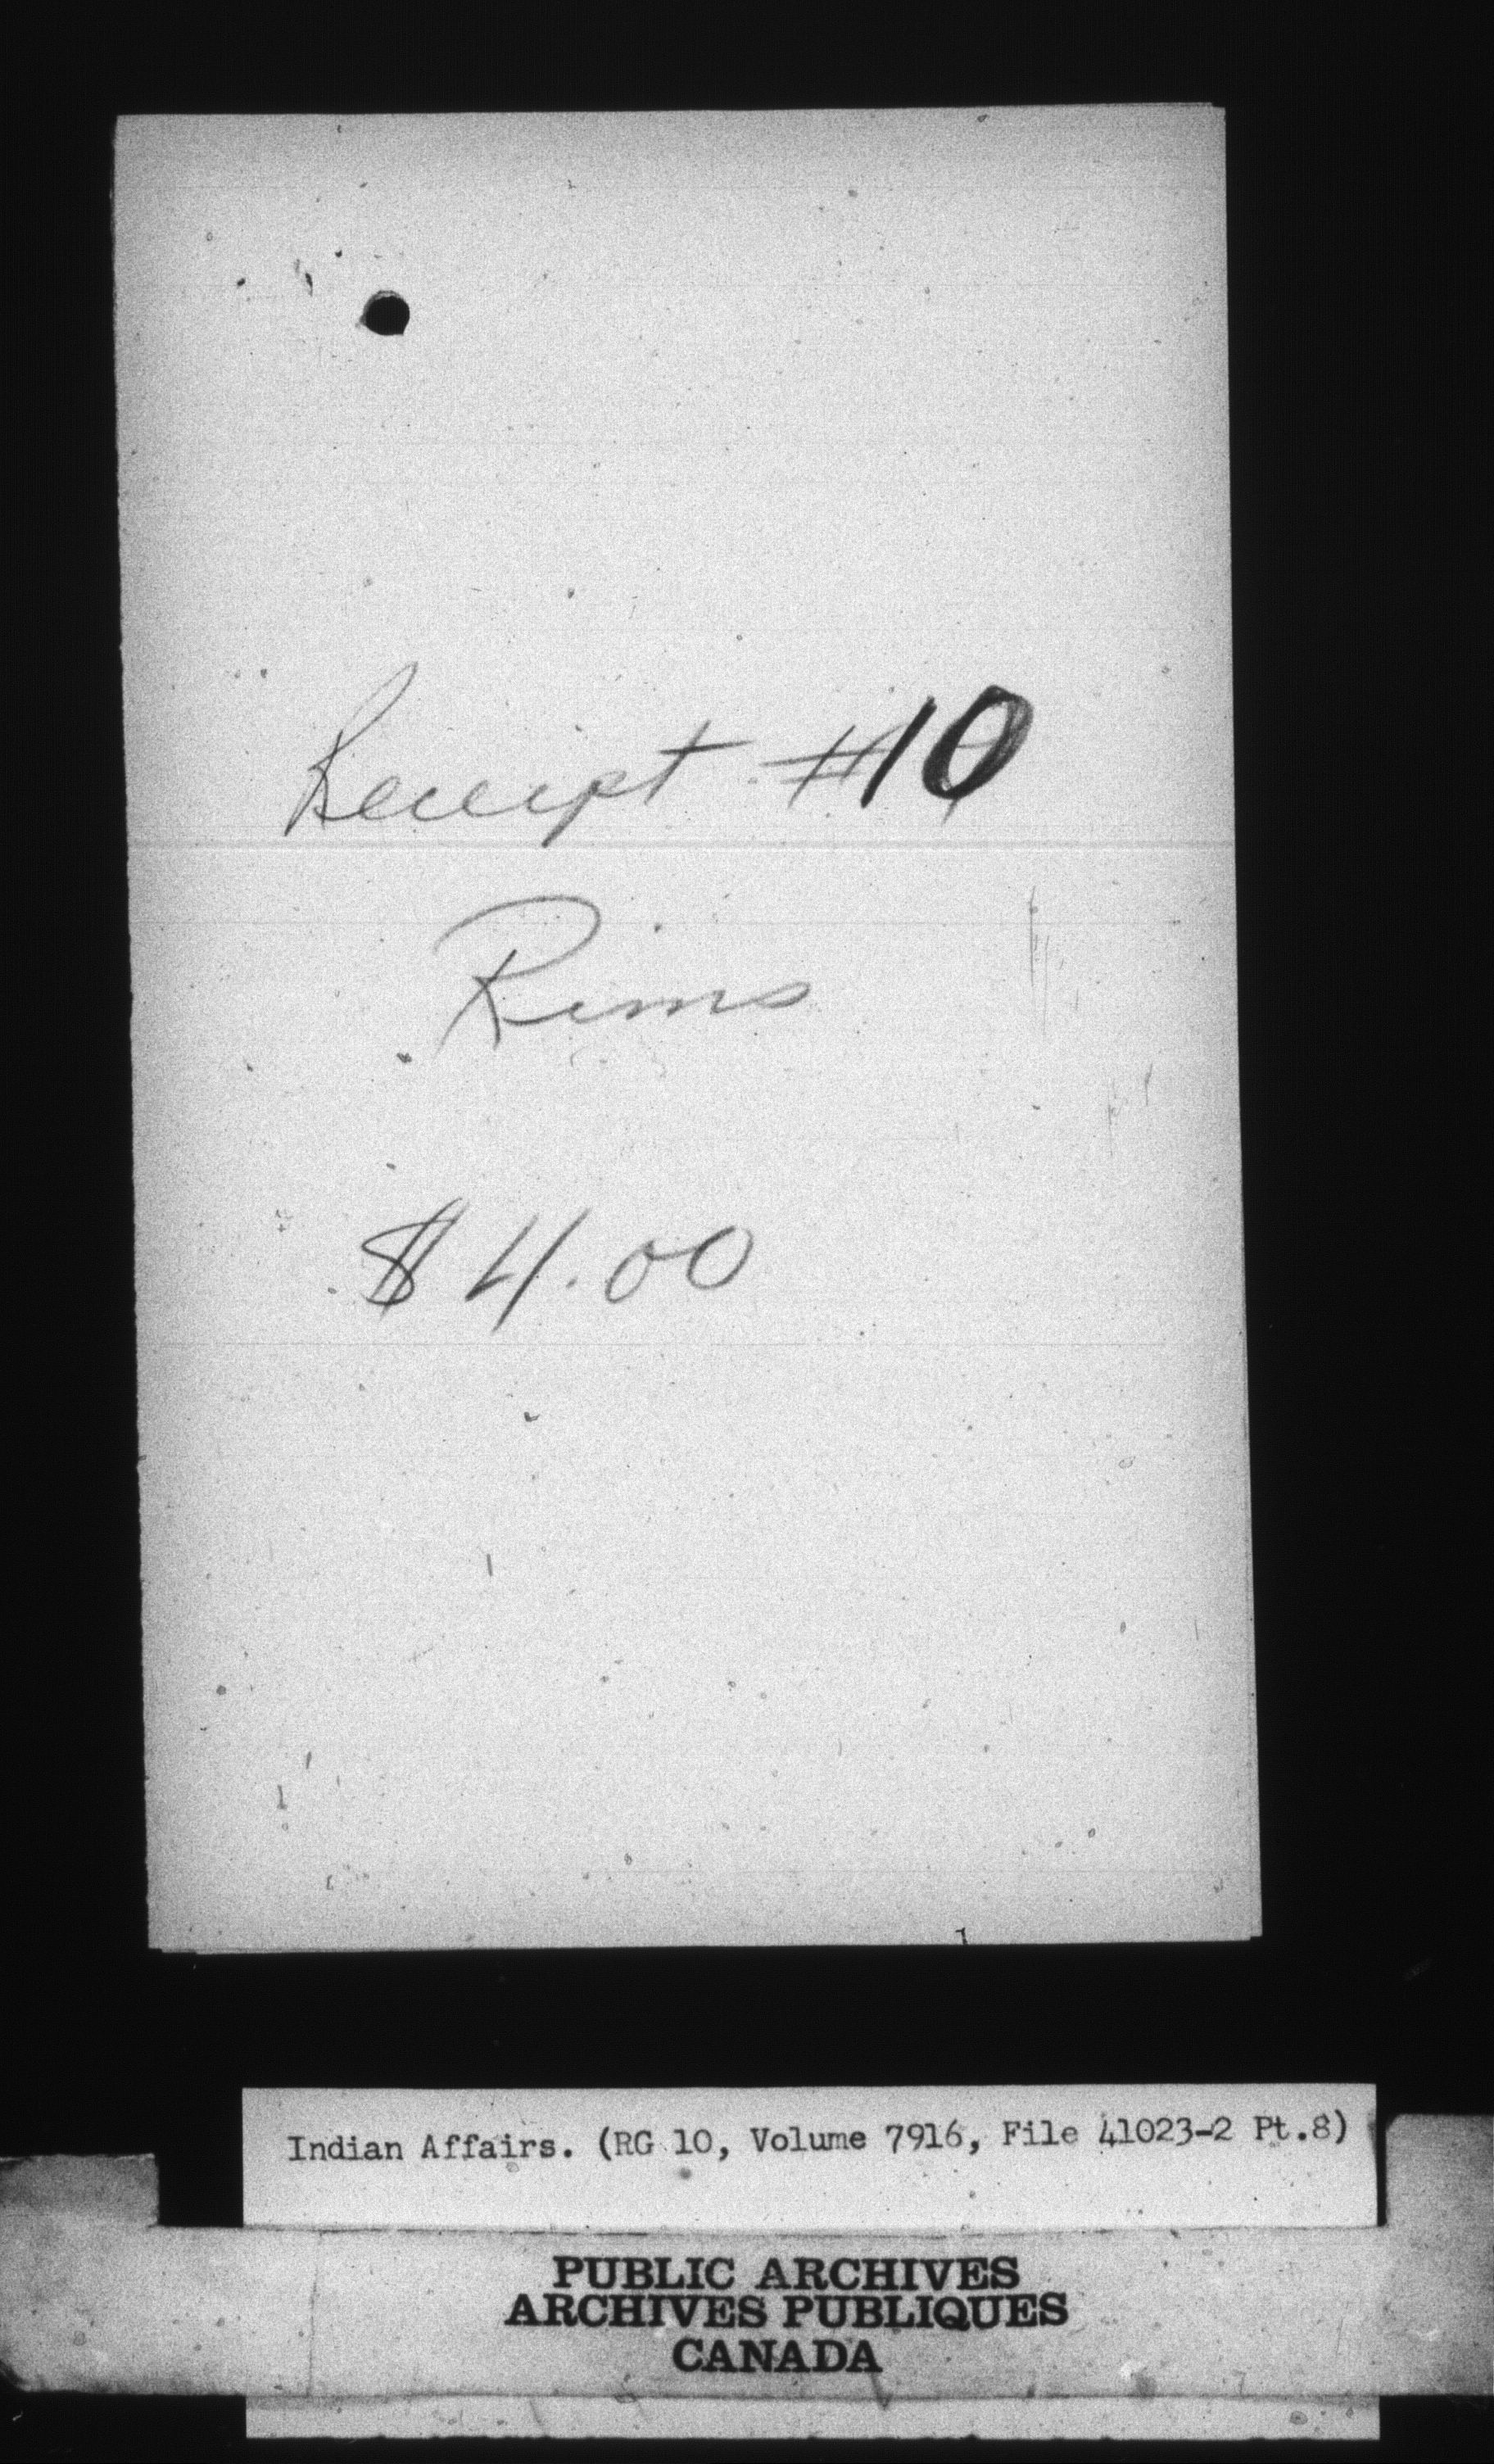 Receipt #10
Rims
$4.00
Indian Affairs. (RG 10, Volume 7916, File 41023-2 Pt.8)
PUBLIC ARCHIVES
ARCHIVES PUBLIQUES
CANADA